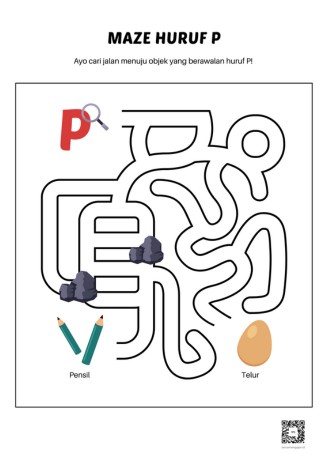 MAZE HURUF P
Ayo cari jalan menuju objek yang berawalan huruf P!
P
Pensil
Telur